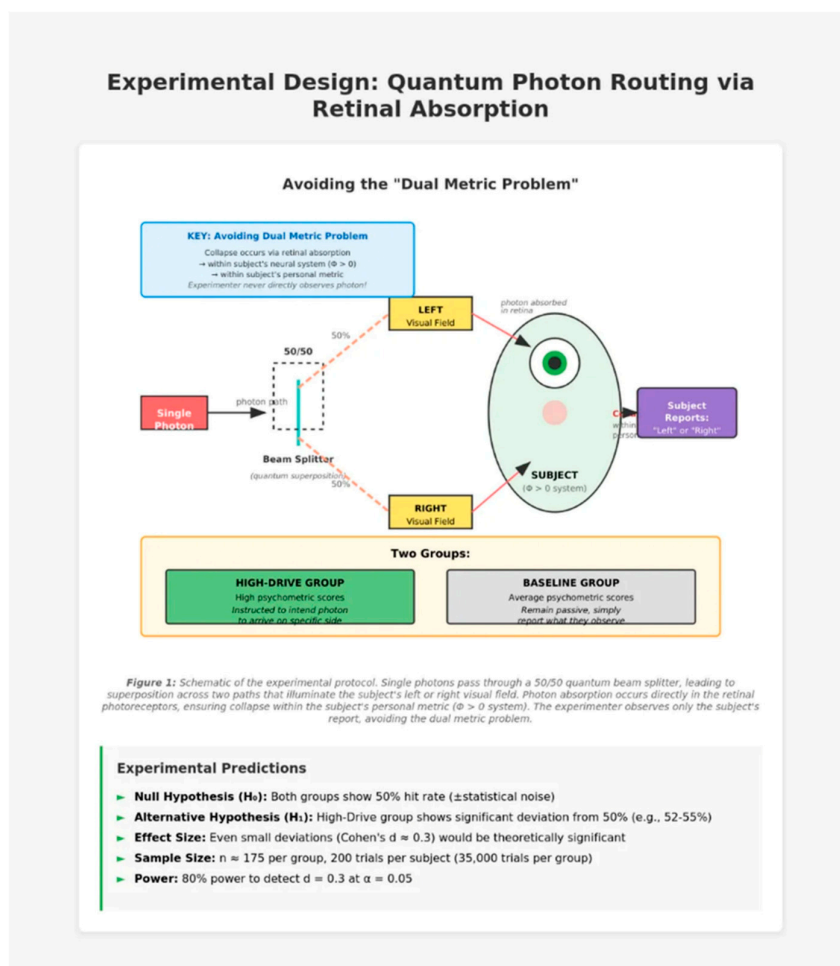 Experimental Design: Quantum Photon Routing via
Retinal Absorption
Avoiding the "Dual Metric Problem"
KEY: Avoiding Dual Metric Problem
Collapse occurs via retinal absorption
→ within subject's neural system (Φ > 0)
→ within subject's personal metric
Experimenter never directly observes photon!
LEFT
Visual Field
photon absorbed
in retina
50%
50/50
Single
Photon
photon path
Beam Splitter
(quantum superposition)
50%
within
person
Subject
Reports:
"Left" or "Right"
SUBJECT
(Φ > 0 system)
RIGHT
Visual Field
Two Groups:
HIGH-DRIVE GROUP
High psychometric scores
Instructed to intend photon
to arrive on specific side
BASELINE GROUP
Average psychometric scores
Remain passive, simply
report what they observe
Figure 1: Schematic of the experimental protocol. Single photons pass through a 50/50 quantum beam splitter, leading to
superposition across two paths that illuminate the subject's left or right visual field. Photon absorption occurs directly in the retinal
photoreceptors, ensuring collapse within the subject's personal metric (Φ > 0 system). The experimenter observes only the subject's
report, avoiding the dual metric problem.
Experimental Predictions
► Null Hypothesis (H₀): Both groups show 50% hit rate (±statistical noise)
► Alternative Hypothesis (H₁): High-Drive group shows significant deviation from 50% (e.g., 52-55%)
► Effect Size: Even small deviations (Cohen's d ≈ 0.3) would be theoretically significant
► Sample Size: n ≈ 175 per group, 200 trials per subject (35,000 trials per group)
► Power: 80% power to detect d = 0.3 at α = 0.05